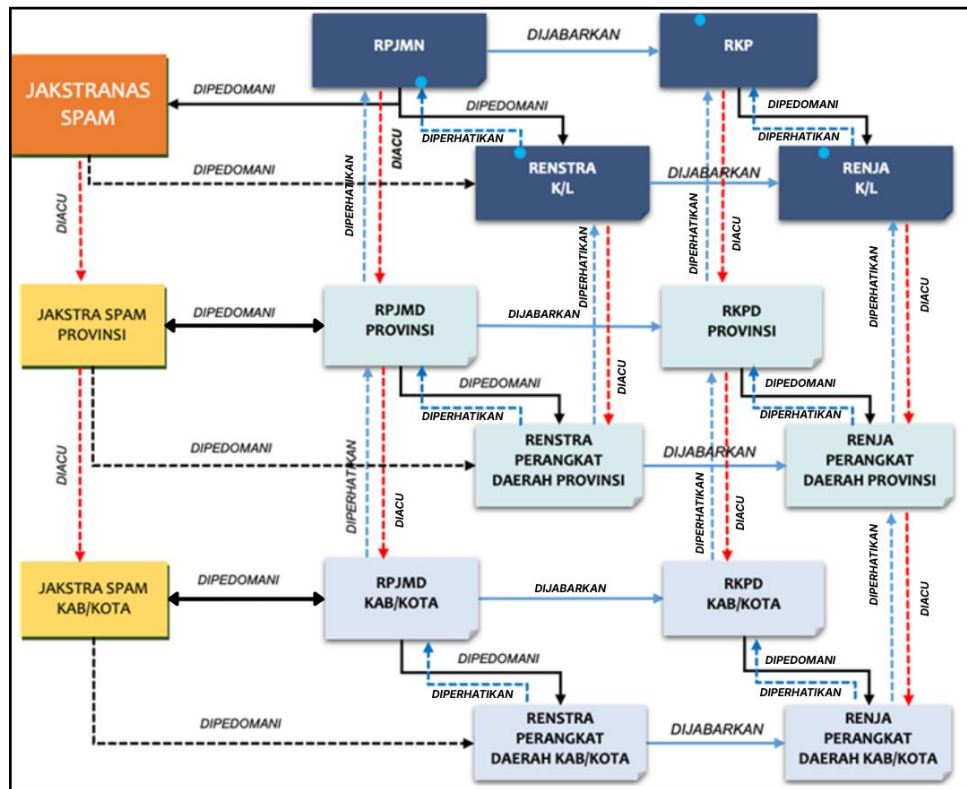 RPJMN
DIJABARKAN
RKP
JAKSTRANAS
SPAM
DIPEDOMANI
DIPEDOMANI
DIPEDOMANI
DIPERHATIKAN
DIPERHATIKAN
DIPEDOMANI
RENSTRA
K/L
DIJABARKAN
RENJA
K/L
DIACU
DIPERHATIKAN
DIACU
DIPERHATIKAN
DIPERHATIKAN
DIACU
DIPERHATIKAN
DIACU
JAKSTRA SPAM
PROVINSI
DIPEDOMANI
RPJMD
PROVINSI
DIJABARKAN
RKPD
PROVINSI
DIACU
DIPEDOMANI
DIPERHATIKAN
DIPEDOMANI
DIPERHATIKAN
DIPEDOMANI
RENSTRA
PERANGKAT
DAERAH PROVINSI
DIJABARKAN
RENJA
PERANGKAT
DAERAH PROVINSI
DIACU
DIPERHATIKAN
DIACU
DIPERHATIKAN
DIACU
DIPERHATIKAN
DIACU
JAKSTRA SPAM
KAB/KOTA
DIPEDOMANI
RPJMD
KAB/KOTA
DIJABARKAN
RKPD
KAB/KOTA
DIPEDOMANI
DIPERHATIKAN
DIPEDOMANI
DIPERHATIKAN
DIPEDOMANI
RENSTRA
PERANGKAT
DAERAH KAB/KOTA
DIJABARKAN
RENJA
PERANGKAT
DAERAH KAB/KOTA